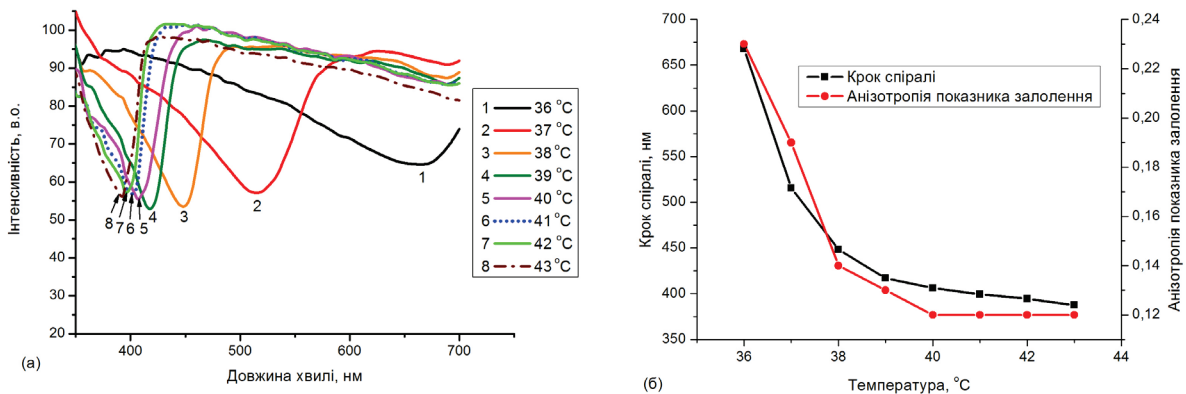 Інтенсивність, в.о.
100
90
80
70
60
50
40
30
20
400
500
600
700
Довжина хвилі, нм
(а)
1 36 °C
2 37 °C
3 38 °C
4 39 °C
5 40 °C
6 41 °C
7 42 °C
8 43 °C
1
2
3
4
5
6
7
8
Крок спіралі, нм
700
650
600
550
500
450
400
350
Крок спіралі
Анізотропія показника залолення
0,24
0,22
0,20
0,18
0,16
0,14
0,12
Анізотропія показника залолення
36
38
40
42
44
Температура, °C
(б)